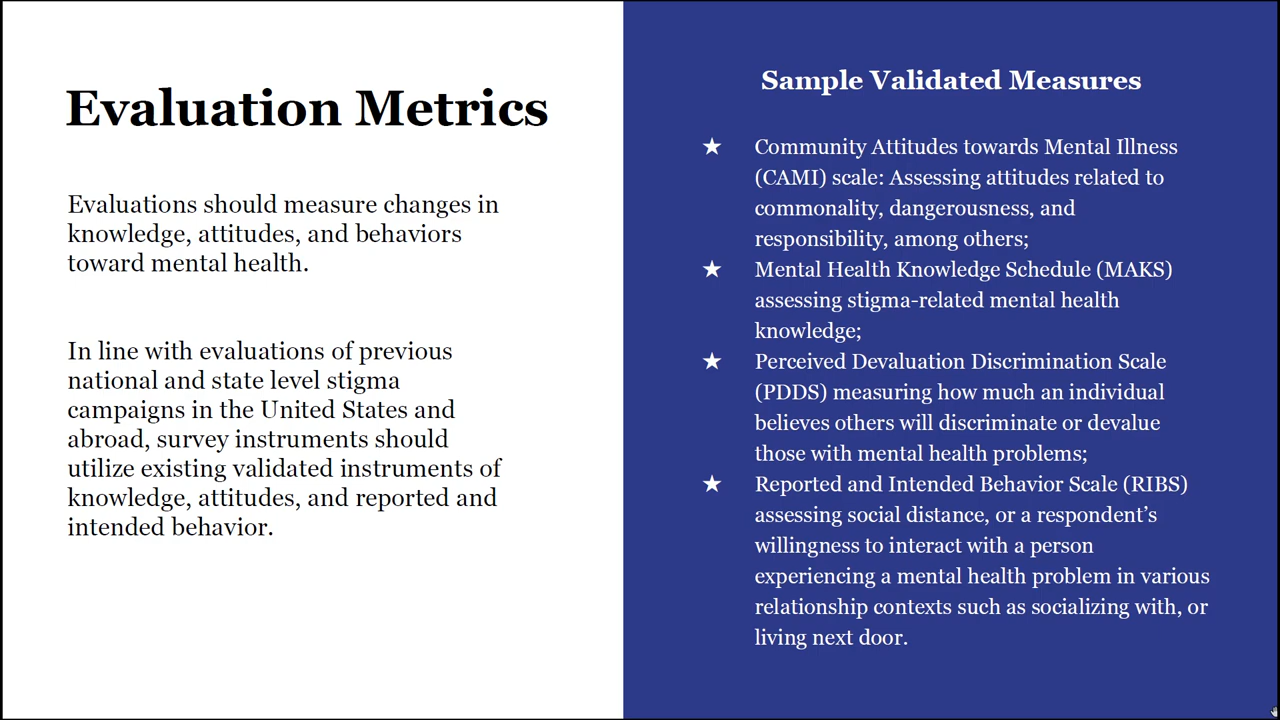 Evaluation Metrics
Evaluations should measure changes in
knowledge, attitudes, and behaviors
toward mental health.
In line with evaluations of previous
national and state level stigma
campaigns in the United States and
abroad, survey instruments should
utilize existing validated instruments of
knowledge, attitudes, and reported and
intended behavior.
Sample Validated Measures
★ Community Attitudes towards Mental Illness
(CAMI) scale: Assessing attitudes related to
commonality, dangerousness, and
responsibility, among others;
★ Mental Health Knowledge Schedule (MAKS)
assessing stigma-related mental health
knowledge;
★ Perceived Devaluation Discrimination Scale
(PDDS) measuring how much an individual
believes others will discriminate or devalue
those with mental health problems;
★ Reported and Intended Behavior Scale (RIBS)
assessing social distance, or a respondent’s
willingness to interact with a person
experiencing a mental health problem in various
relationship contexts such as socializing with, or
living next door.